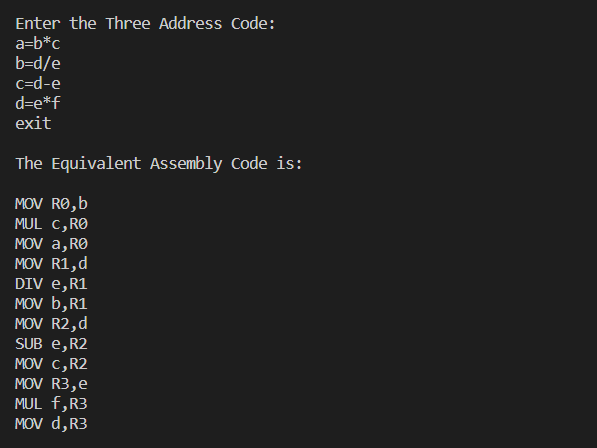 Enter the Three Address Code:
a=b*c
b=d/e
c=d-e
d=e*f
exit
The Equivalent Assembly Code is:
MOV R0,b
MUL c,R0
MOV a,R0
MOV R1,d
DIV e,R1
MOV b,R1
MOV R2,d
SUB e,R2
MOV c,R2
MOV R3,e
MUL f,R3
MOV d,R3